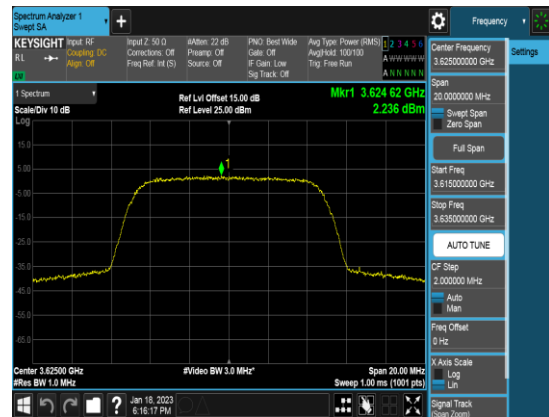 Spectrum Analyzer 1
Swept SA
+
Frequency
KEYSIGHT
RL
Input: RF
Coupling: DC
Align: Off
Input Z: 50 Ω
Corrections: Off
Freq Ref: Int (S)
#Atten: 22 dB
Preamp: Off
Source: Off
PNO: Best Wide
Gate: Off
IF Gain: Low
Sig Track: Off
Avg Type: Power (RMS)
Avg|Hold: 100/100
Trig: Free Run
1 2 3 4 5 6
A W W W W W
A N N N N N
1 Spectrum
Scale/Div 10 dB
Log
Ref Lvl Offset 15.00 dB
Ref Level 25.00 dBm
Mkr1 3.624 62 GHz
2.236 dBm
15.0
5.00
-5.00
-15.0
-25.0
-35.0
-45.0
-55.0
-65.0
1
Center 3.62500 GHz
#Res BW 1.0 MHz
#Video BW 3.0 MHz*
Span 20.00 MHz
Sweep 1.00 ms (1001 pts)
Jan 18, 2023
6:16:17 PM
?
Center Frequency
3.625000000 GHz
Settings
Span
20.0000000 MHz
Swept Span
Zero Span
Full Span
Start Freq
3.615000000 GHz
Stop Freq
3.635000000 GHz
AUTO TUNE
CF Step
2.000000 MHz
Auto
Man
Freq Offset
0 Hz
X Axis Scale
Log
Lin
Signal Track
(Span Zoom)